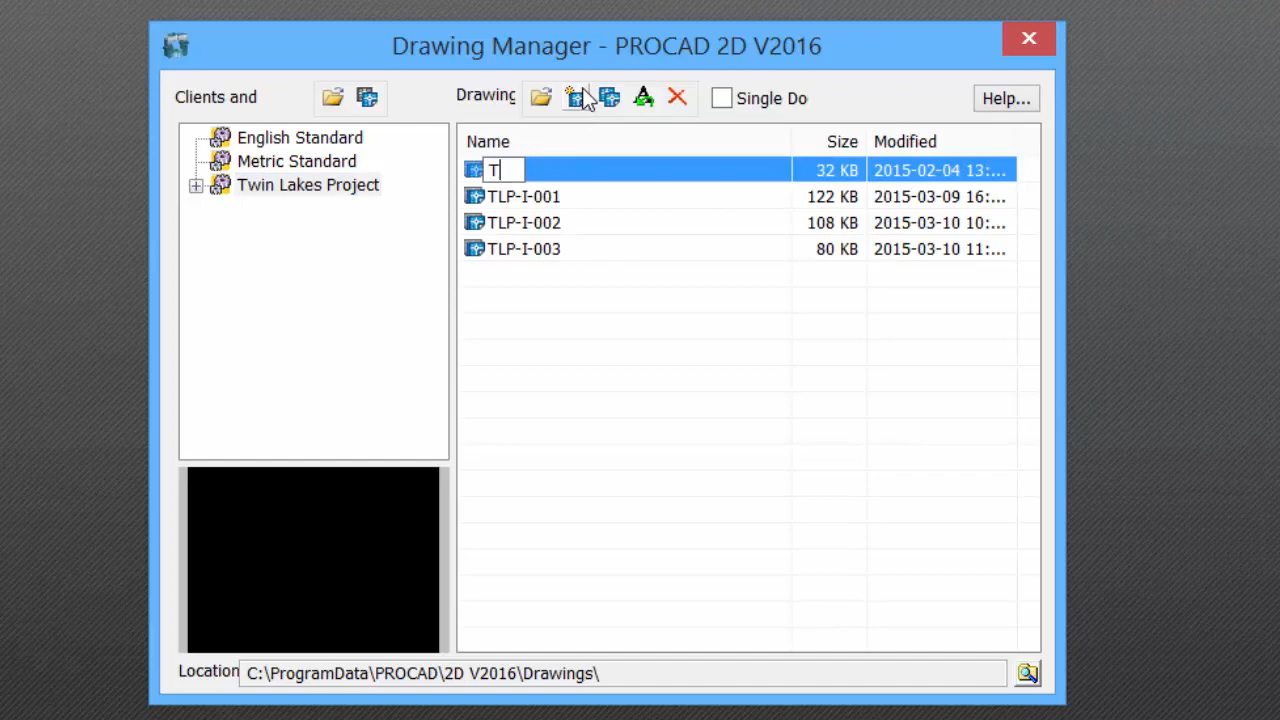 Drawing Manager - PROCAD 2D V2016
Clients and
Drawing
Single Do
Help...
English Standard
Metric Standard
Twin Lakes Project
Name Size Modified
T 32 KB 2015-02-04 13:...
TLP-I-001 122 KB 2015-03-09 16:...
TLP-I-002 108 KB 2015-03-10 10:...
TLP-I-003 80 KB 2015-03-10 11:...
Location C:\ProgramData\PROCAD\2D V2016\Drawings\